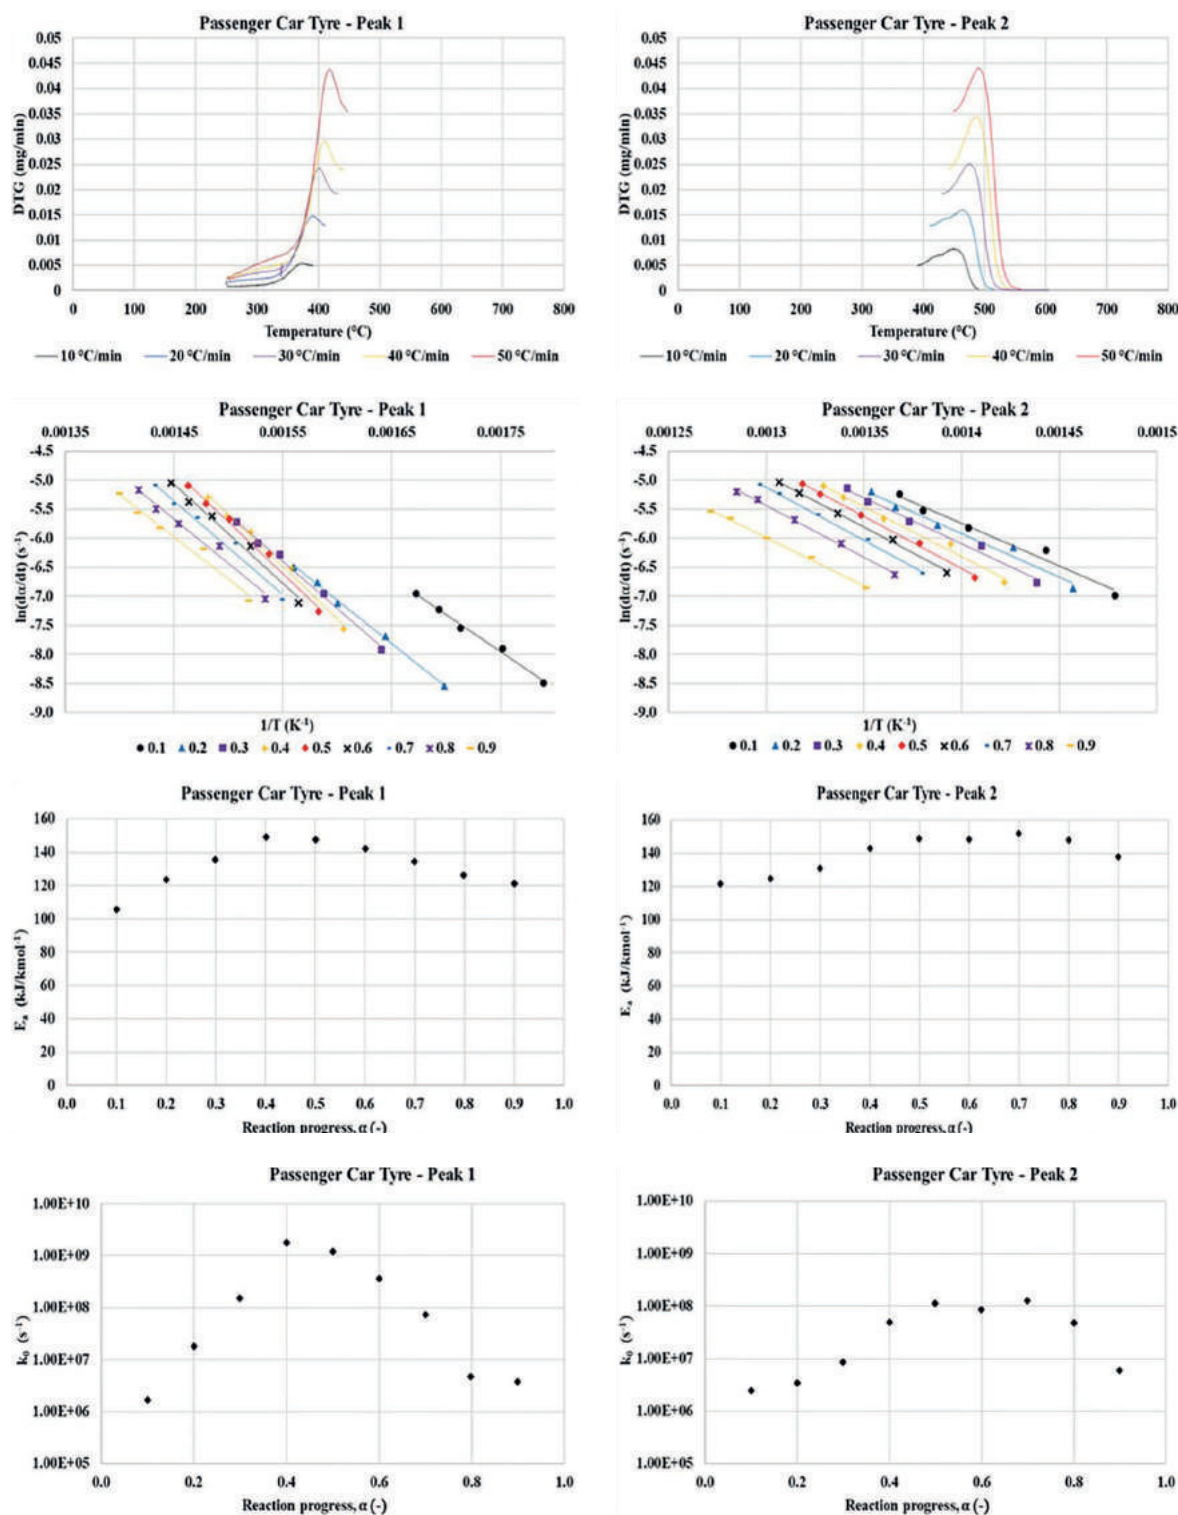 Passenger Car Tyre - Peak 1
0.05
0.045
0.04
0.035
0.03
0.025
0.02
0.015
0.01
0.005
0
DTG (mg/min)
0 100 200 300 400 500 600 700 800
Temperature (ºC)
10 ºC/min 20 ºC/min 30 ºC/min 40 ºC/min 50 ºC/min
Passenger Car Tyre - Peak 2
0.05
0.045
0.04
0.035
0.03
0.025
0.02
0.015
0.01
0.005
0
DTG (mg/min)
0 100 200 300 400 500 600 700 800
Temperature (ºC)
10 ºC/min 20 ºC/min 30 ºC/min 40 ºC/min 50 ºC/min
Passenger Car Tyre - Peak 1
0.00135 0.00145 0.00155 0.00165 0.00175
-4.5
-5.0
-5.5
-6.0
-6.5
-7.0
-7.5
-8.0
-8.5
-9.0
ln(dα/dt) (s⁻¹)
1/T (K⁻¹)
0.1 0.2 0.3 0.4 0.5 0.6 0.7 0.8 0.9
Passenger Car Tyre - Peak 2
0.00125 0.0013 0.00135 0.0014 0.00145 0.0015
-4.5
-5.0
-5.5
-6.0
-6.5
-7.0
-7.5
-8.0
-8.5
-9.0
ln(dα/dt) (s⁻¹)
1/T (K⁻¹)
0.1 0.2 0.3 0.4 0.5 0.6 0.7 0.8 0.9
Passenger Car Tyre - Peak 1
160
140
120
100
80
60
40
20
0
Eₐ (kJ/kmol⁻¹)
0.0 0.1 0.2 0.3 0.4 0.5 0.6 0.7 0.8 0.9 1.0
Reaction progress, α (-)
Passenger Car Tyre - Peak 2
160
140
120
100
80
60
40
20
0
Eₐ (kJ/kmol⁻¹)
0.0 0.1 0.2 0.3 0.4 0.5 0.6 0.7 0.8 0.9 1.0
Reaction progress, α (-)
Passenger Car Tyre - Peak 1
1.00E+10
1.00E+09
1.00E+08
1.00E+07
1.00E+06
1.00E+05
k₀ (s⁻¹)
0.0 0.2 0.4 0.6 0.8 1.0
Reaction progress, α (-)
Passenger Car Tyre - Peak 2
1.00E+10
1.00E+09
1.00E+08
1.00E+07
1.00E+06
1.00E+05
k₀ (s⁻¹)
0.0 0.2 0.4 0.6 0.8 1.0
Reaction progress, α (-)